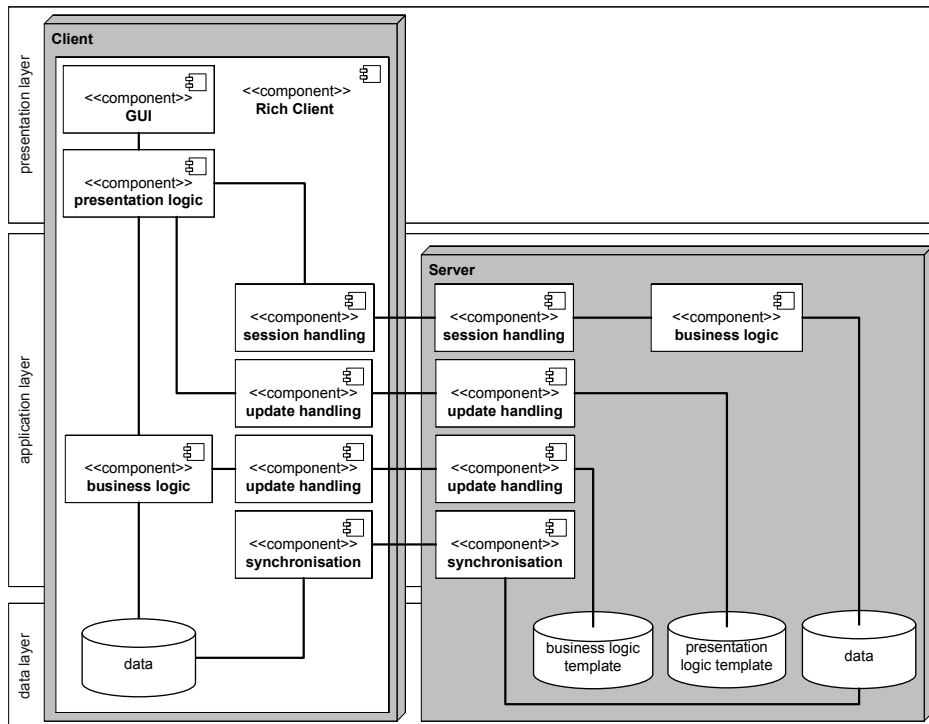 presentation layer
Client
<<component>>
GUI
<<component>>
Rich Client
<<component>>
presentation logic
application layer
Server
<<component>>
session handling
<<component>>
session handling
<<component>>
business logic
<<component>>
update handling
<<component>>
update handling
<<component>>
business logic
<<component>>
update handling
<<component>>
update handling
<<component>>
synchronisation
<<component>>
synchronisation
data layer
data
business logic
template
presentation
logic template
data